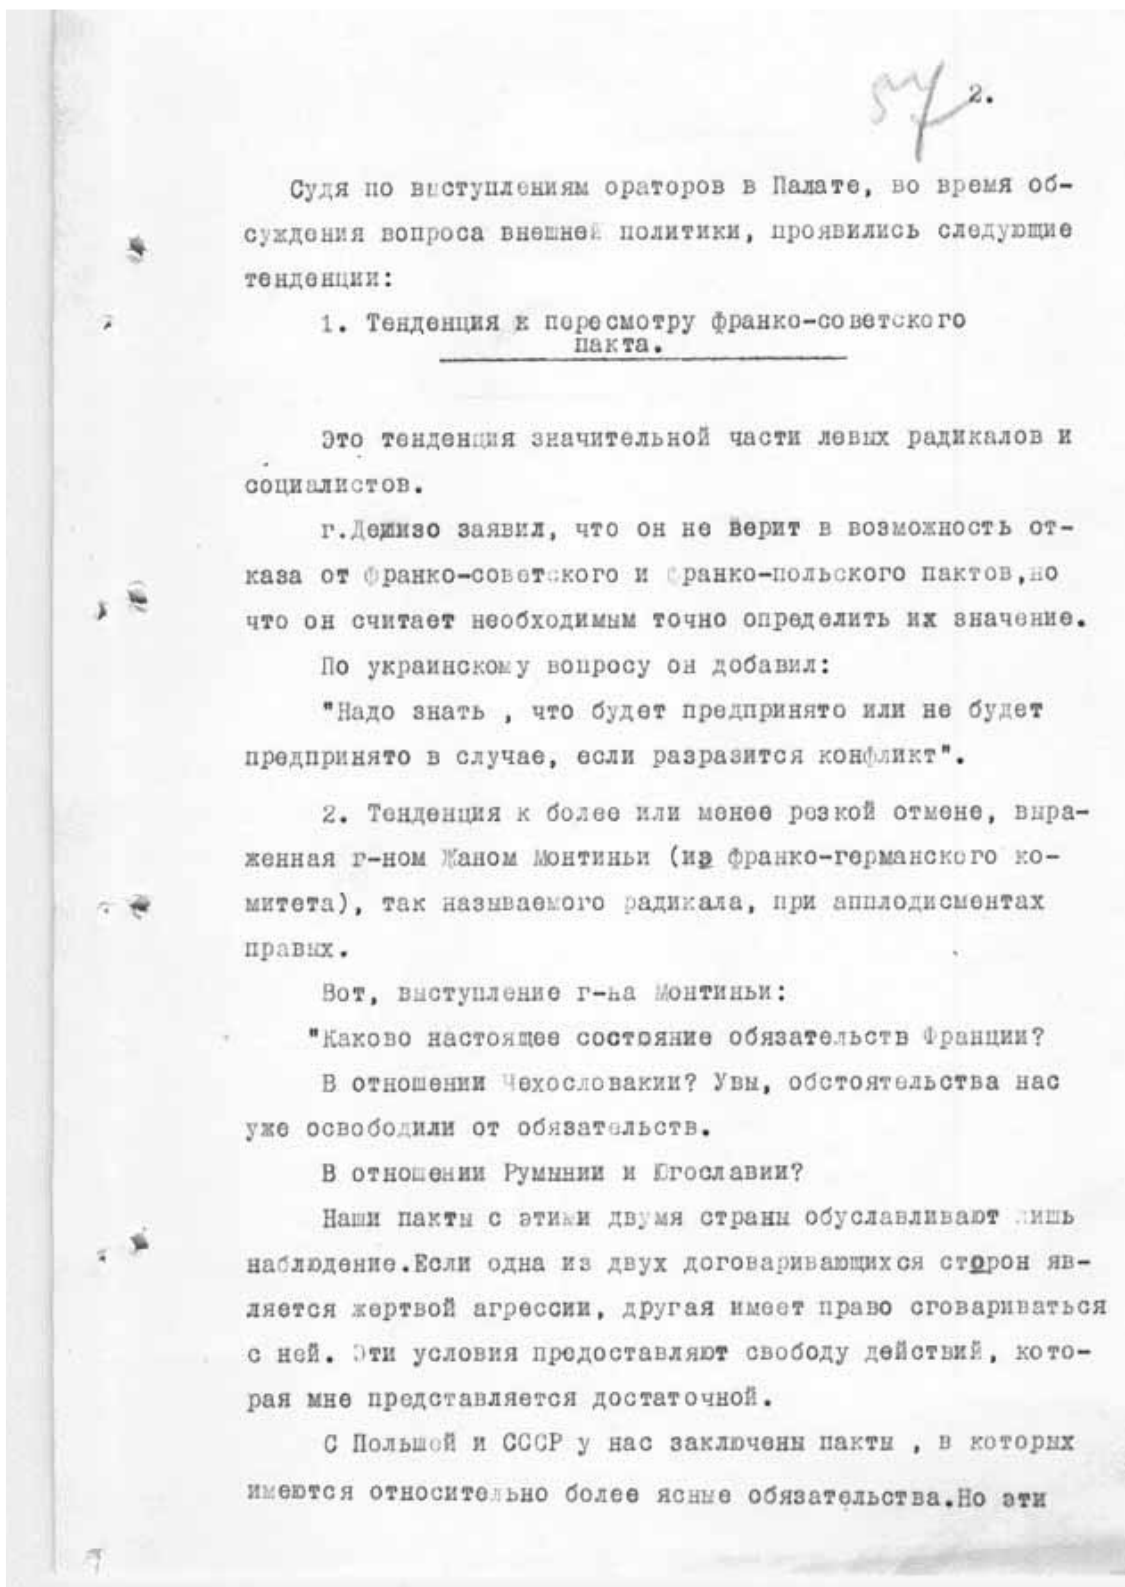 57 2.
Судя по выступлениям ораторов в Палате, во время об-
суждения вопроса внешней политики, проявились следующие
тенденции:
1. Тенденция к пересмотру франко-советского
пакта.
Это тенденция значительной части левых радикалов и
социалистов.
г.Деш­изо заявил, что он не верит в возможность от-
каза от франко-советского и франко-польского пактов,но
что он считает необходимым точно определить их значение.
По украинскому вопросу он добавил:
"Надо знать , что будет предпринято или не будет
предпринято в случае, если разразится конфликт".
2. Тенденция к более или менее резкой отмене, выра-
женная г-ном Жаном Монтиньи (из франко-германского ко-
митета), так называемого радикала, при апплодисментах
правых.
Вот, выступление г-на Монтиньи:
"Каково настоящее состояние обязательств Франции?
В отношении Чехословакии? Увы, обстоятельства нас
уже освободили от обязательств.
В отношении Румынии и Югославии?
Наши пакты с этими двумя страны обуславливают лишь
наблюдение.Если одна из двух договаривающихся сторон яв-
ляется жертвой агрессии, другая имеет право сговариваться
с ней. Эти условия предоставляют свободу действий, кото-
рая мне представляется достаточной.
С Польшей и СССР у нас заключены пакты , в которых
имеются относительно более ясные обязательства.Но эти